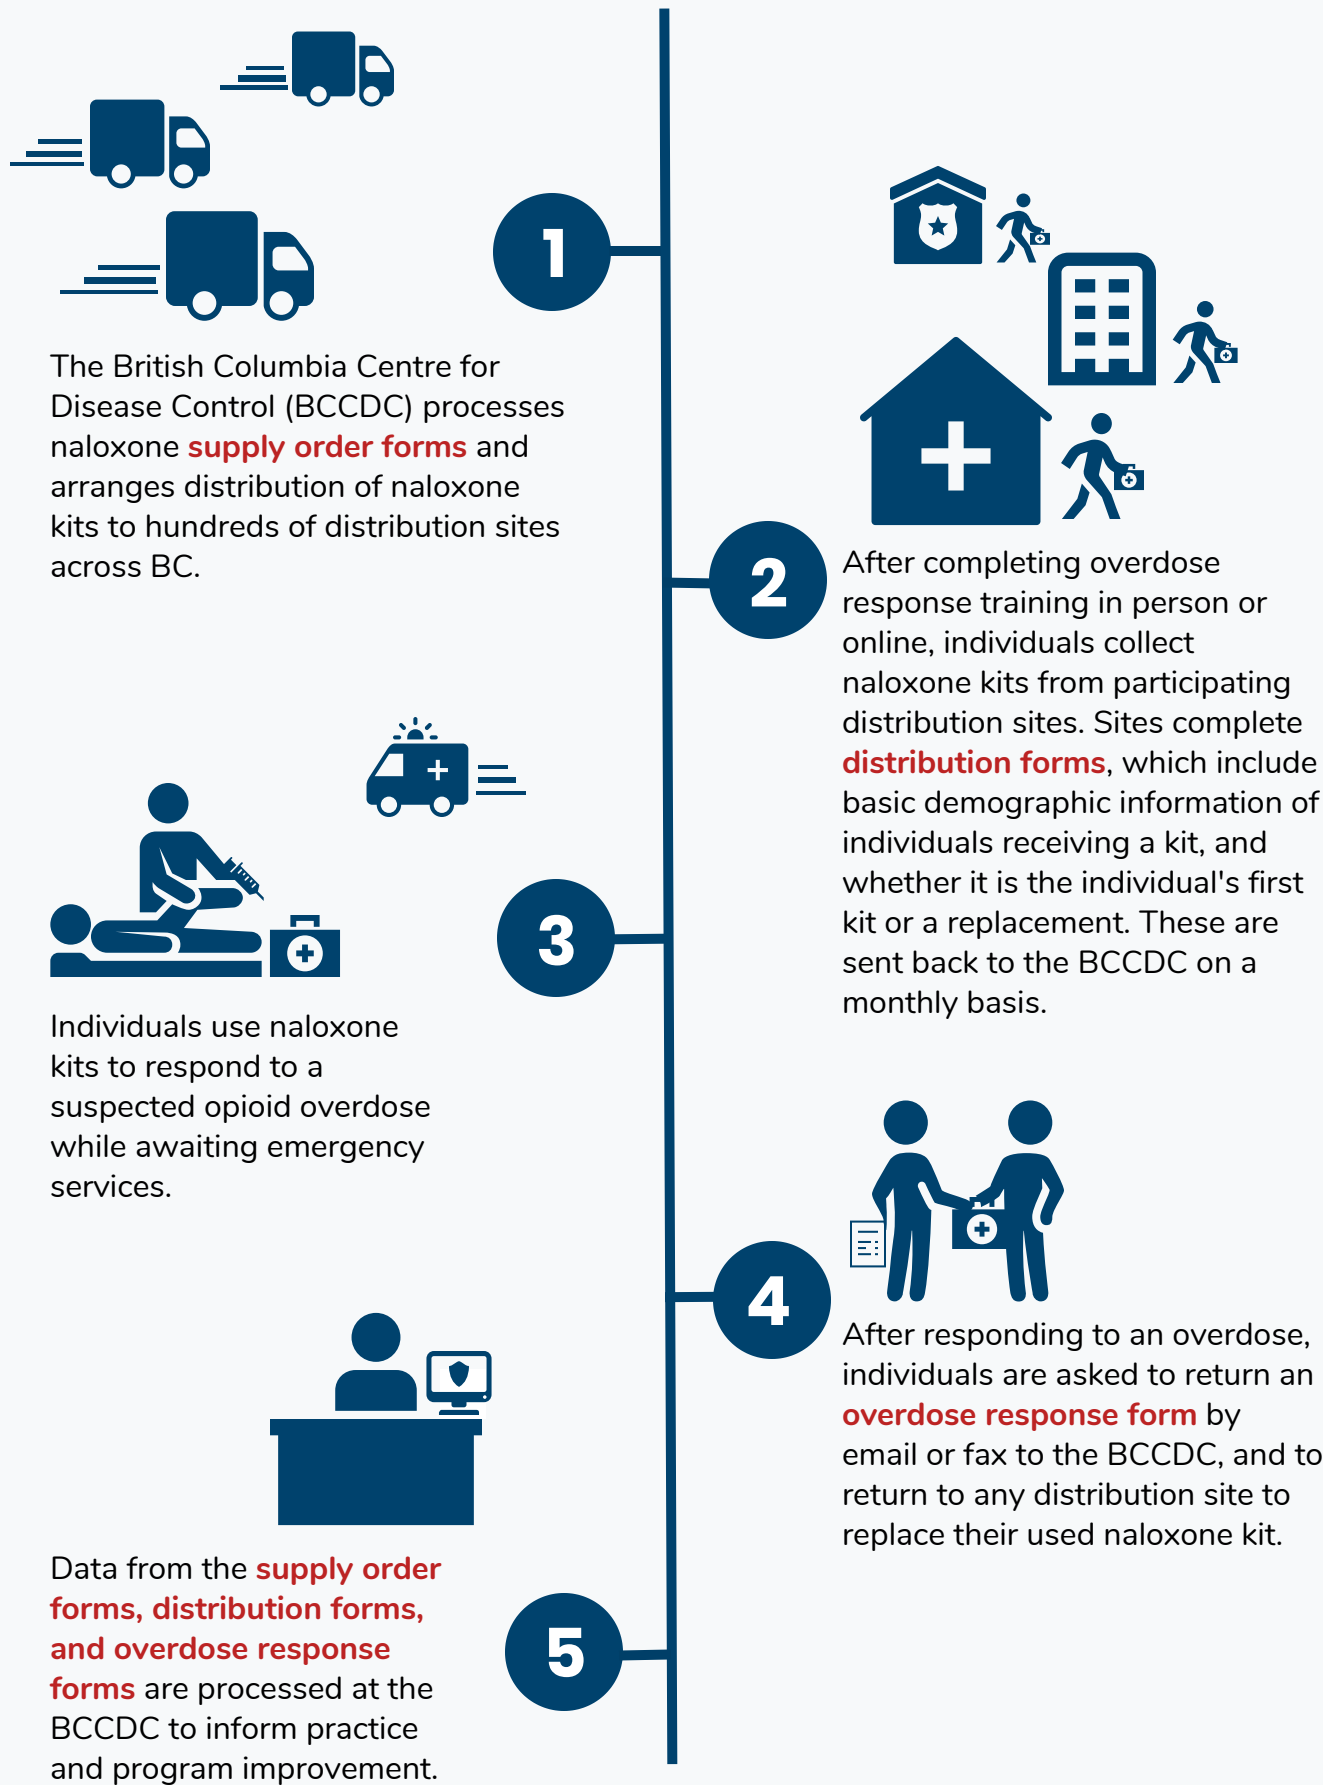 1
The British Columbia Centre for
Disease Control (BCCDC) processes
naloxone supply order forms and
arranges distribution of naloxone
kits to hundreds of distribution sites
across BC.
2
After completing overdose
response training in person or
online, individuals collect
naloxone kits from participating
distribution sites. Sites complete
distribution forms, which include
basic demographic information of
individuals receiving a kit, and
whether it is the individual's first
kit or a replacement. These are
sent back to the BCCDC on a
monthly basis.
3
Individuals use naloxone
kits to respond to a
suspected opioid overdose
while awaiting emergency
services.
4
After responding to an overdose,
individuals are asked to return an
overdose response form by
email or fax to the BCCDC, and to
return to any distribution site to
replace their used naloxone kit.
5
Data from the supply order
forms, distribution forms,
and overdose response
forms are processed at the
BCCDC to inform practice
and program improvement.